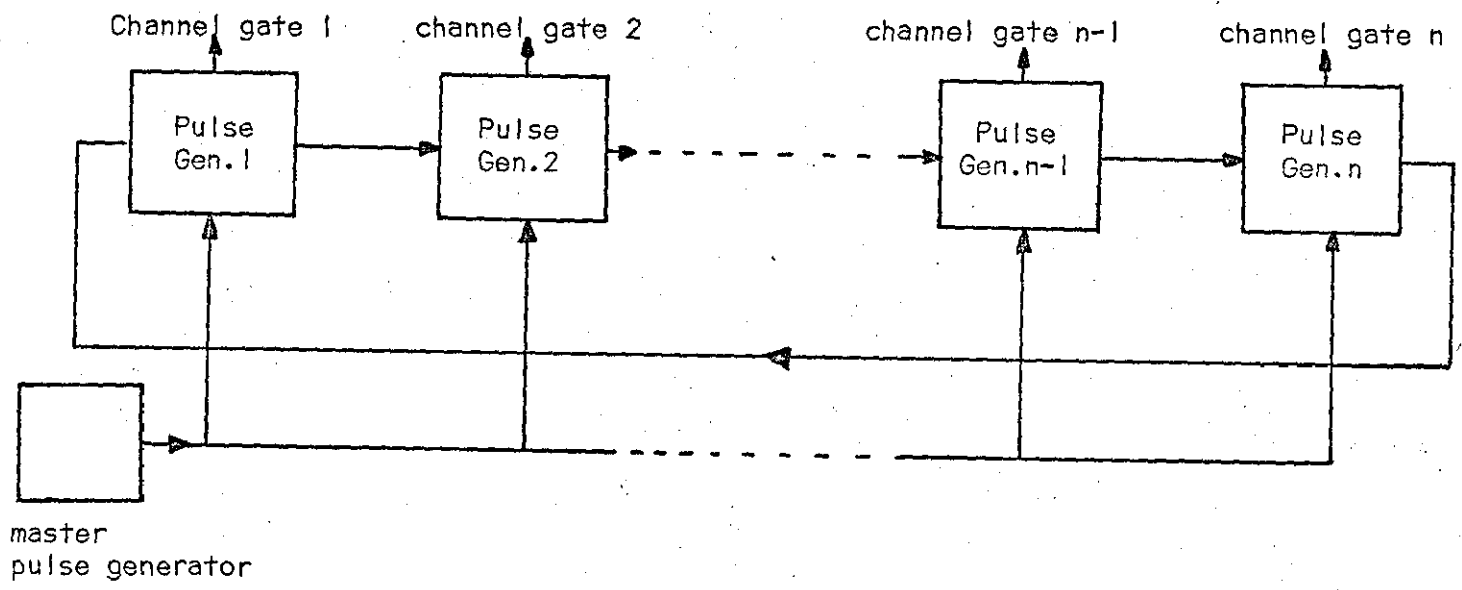 Channel gate 1
channel gate 2
channel gate n-1
channel gate n
Pulse
Gen.1
Pulse
Gen.2
Pulse
Gen.n-1
Pulse
Gen.n
master
pulse generator